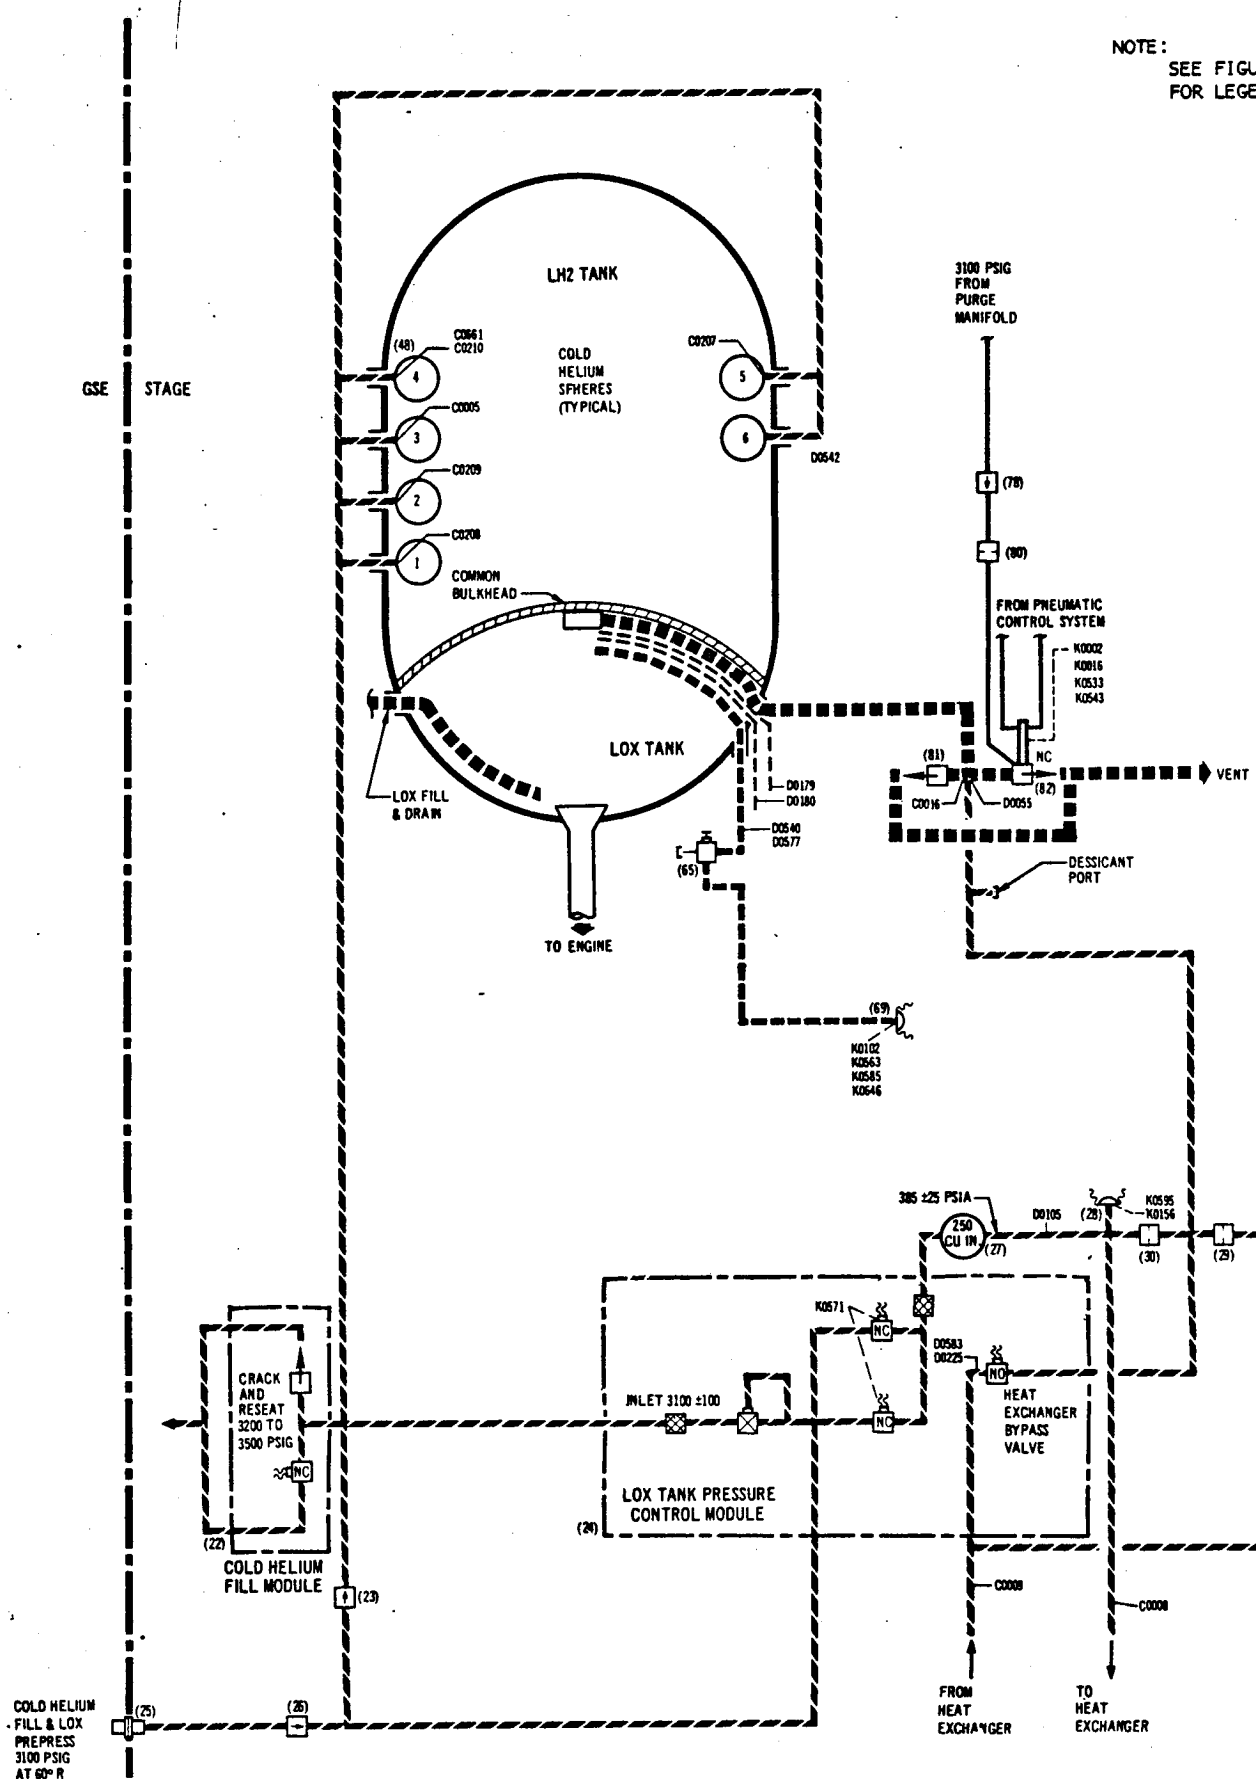 NOTE:
SEE FIGU
FOR LEGE
LH2 TANK
3100 PSIG
FROM
PURGE
MANIFOLD
GSE
STAGE
(48)
C0661
C0210
4
C0005
3
C0209
2
C0208
1
COLD
HELIUM
SFHERES
(TYPICAL)
C0207
5
6
D0542
(78)
(80)
COMMON
BULKHEAD
FROM PNEUMATIC
CONTROL SYSTEM
K0002
K0016
K0533
K0543
LOX TANK
(81)
NC
(82)
VENT
C0016
D0055
LOX FILL
& DRAIN
D0179
D0180
D0540
D0577
(65)
DESSICANT
PORT
TO ENGINE
(69)
K0102
K0563
K0585
K0646
385 ±25 PSIA
250
CU IN.
(27)
D0105
(28)
K0595
K0156
(30)
(29)
K0571
NC
D0583
D0225
NO
HEAT
EXCHANGER
BYPASS
VALVE
CRACK
AND
RESEAT
3200 TO
3500 PSIG
NC
INLET 3100 ±100
NC
LOX TANK PRESSURE
CONTROL MODULE
(24)
(22)
COLD HELIUM
FILL MODULE
(23)
C0009
C0008
COLD HELIUM
FILL & LOX
PREPRESS
3100 PSIG
AT 60° R
(25)
(26)
FROM
HEAT
EXCHANGER
TO
HEAT
EXCHANGER